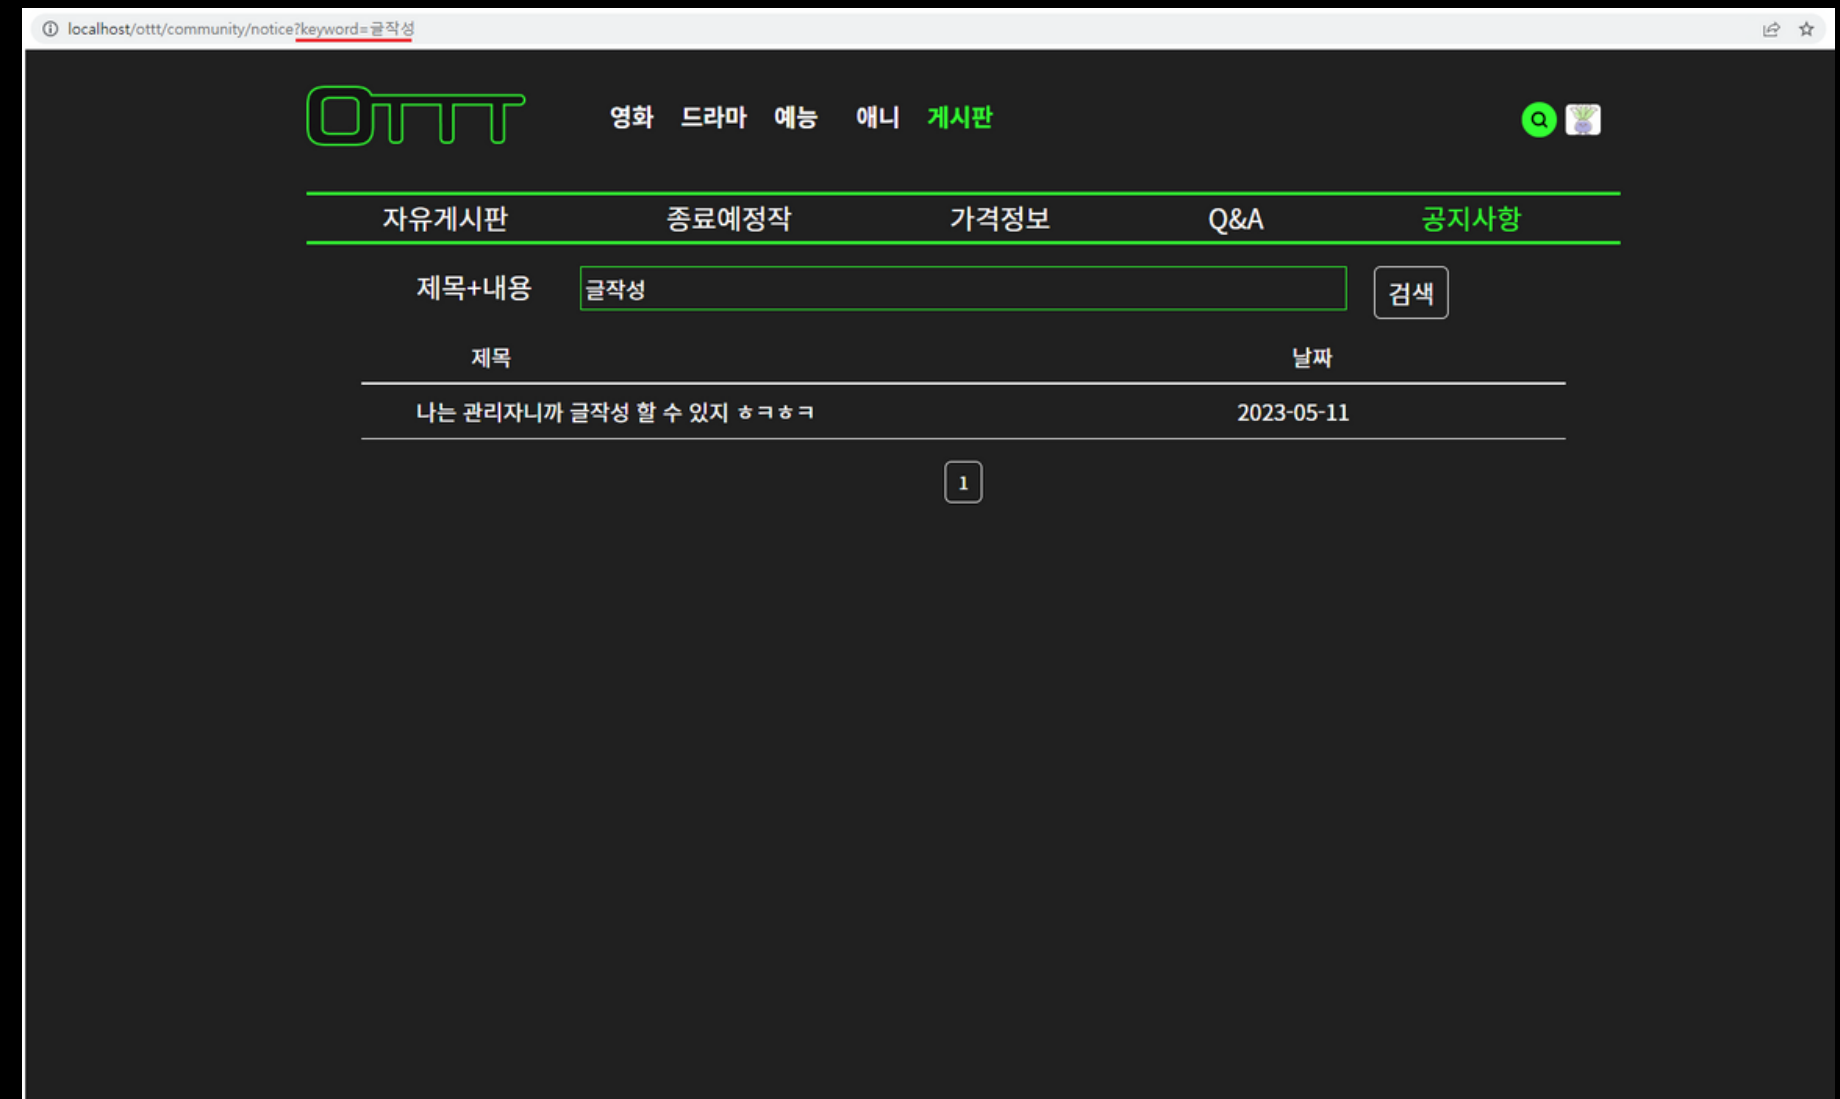 localhost/ottt/community/notice?keyword=글작성
OTTT 영화 드라마 예능 애니 게시판
자유게시판 종료예정작 가격정보 Q&A 공지사항
제목+내용 글작성 검색
제목 날짜
나는 관리자니까 글작성 할 수 있지 ㅎㅋㅎㅋ 2023-05-11
1